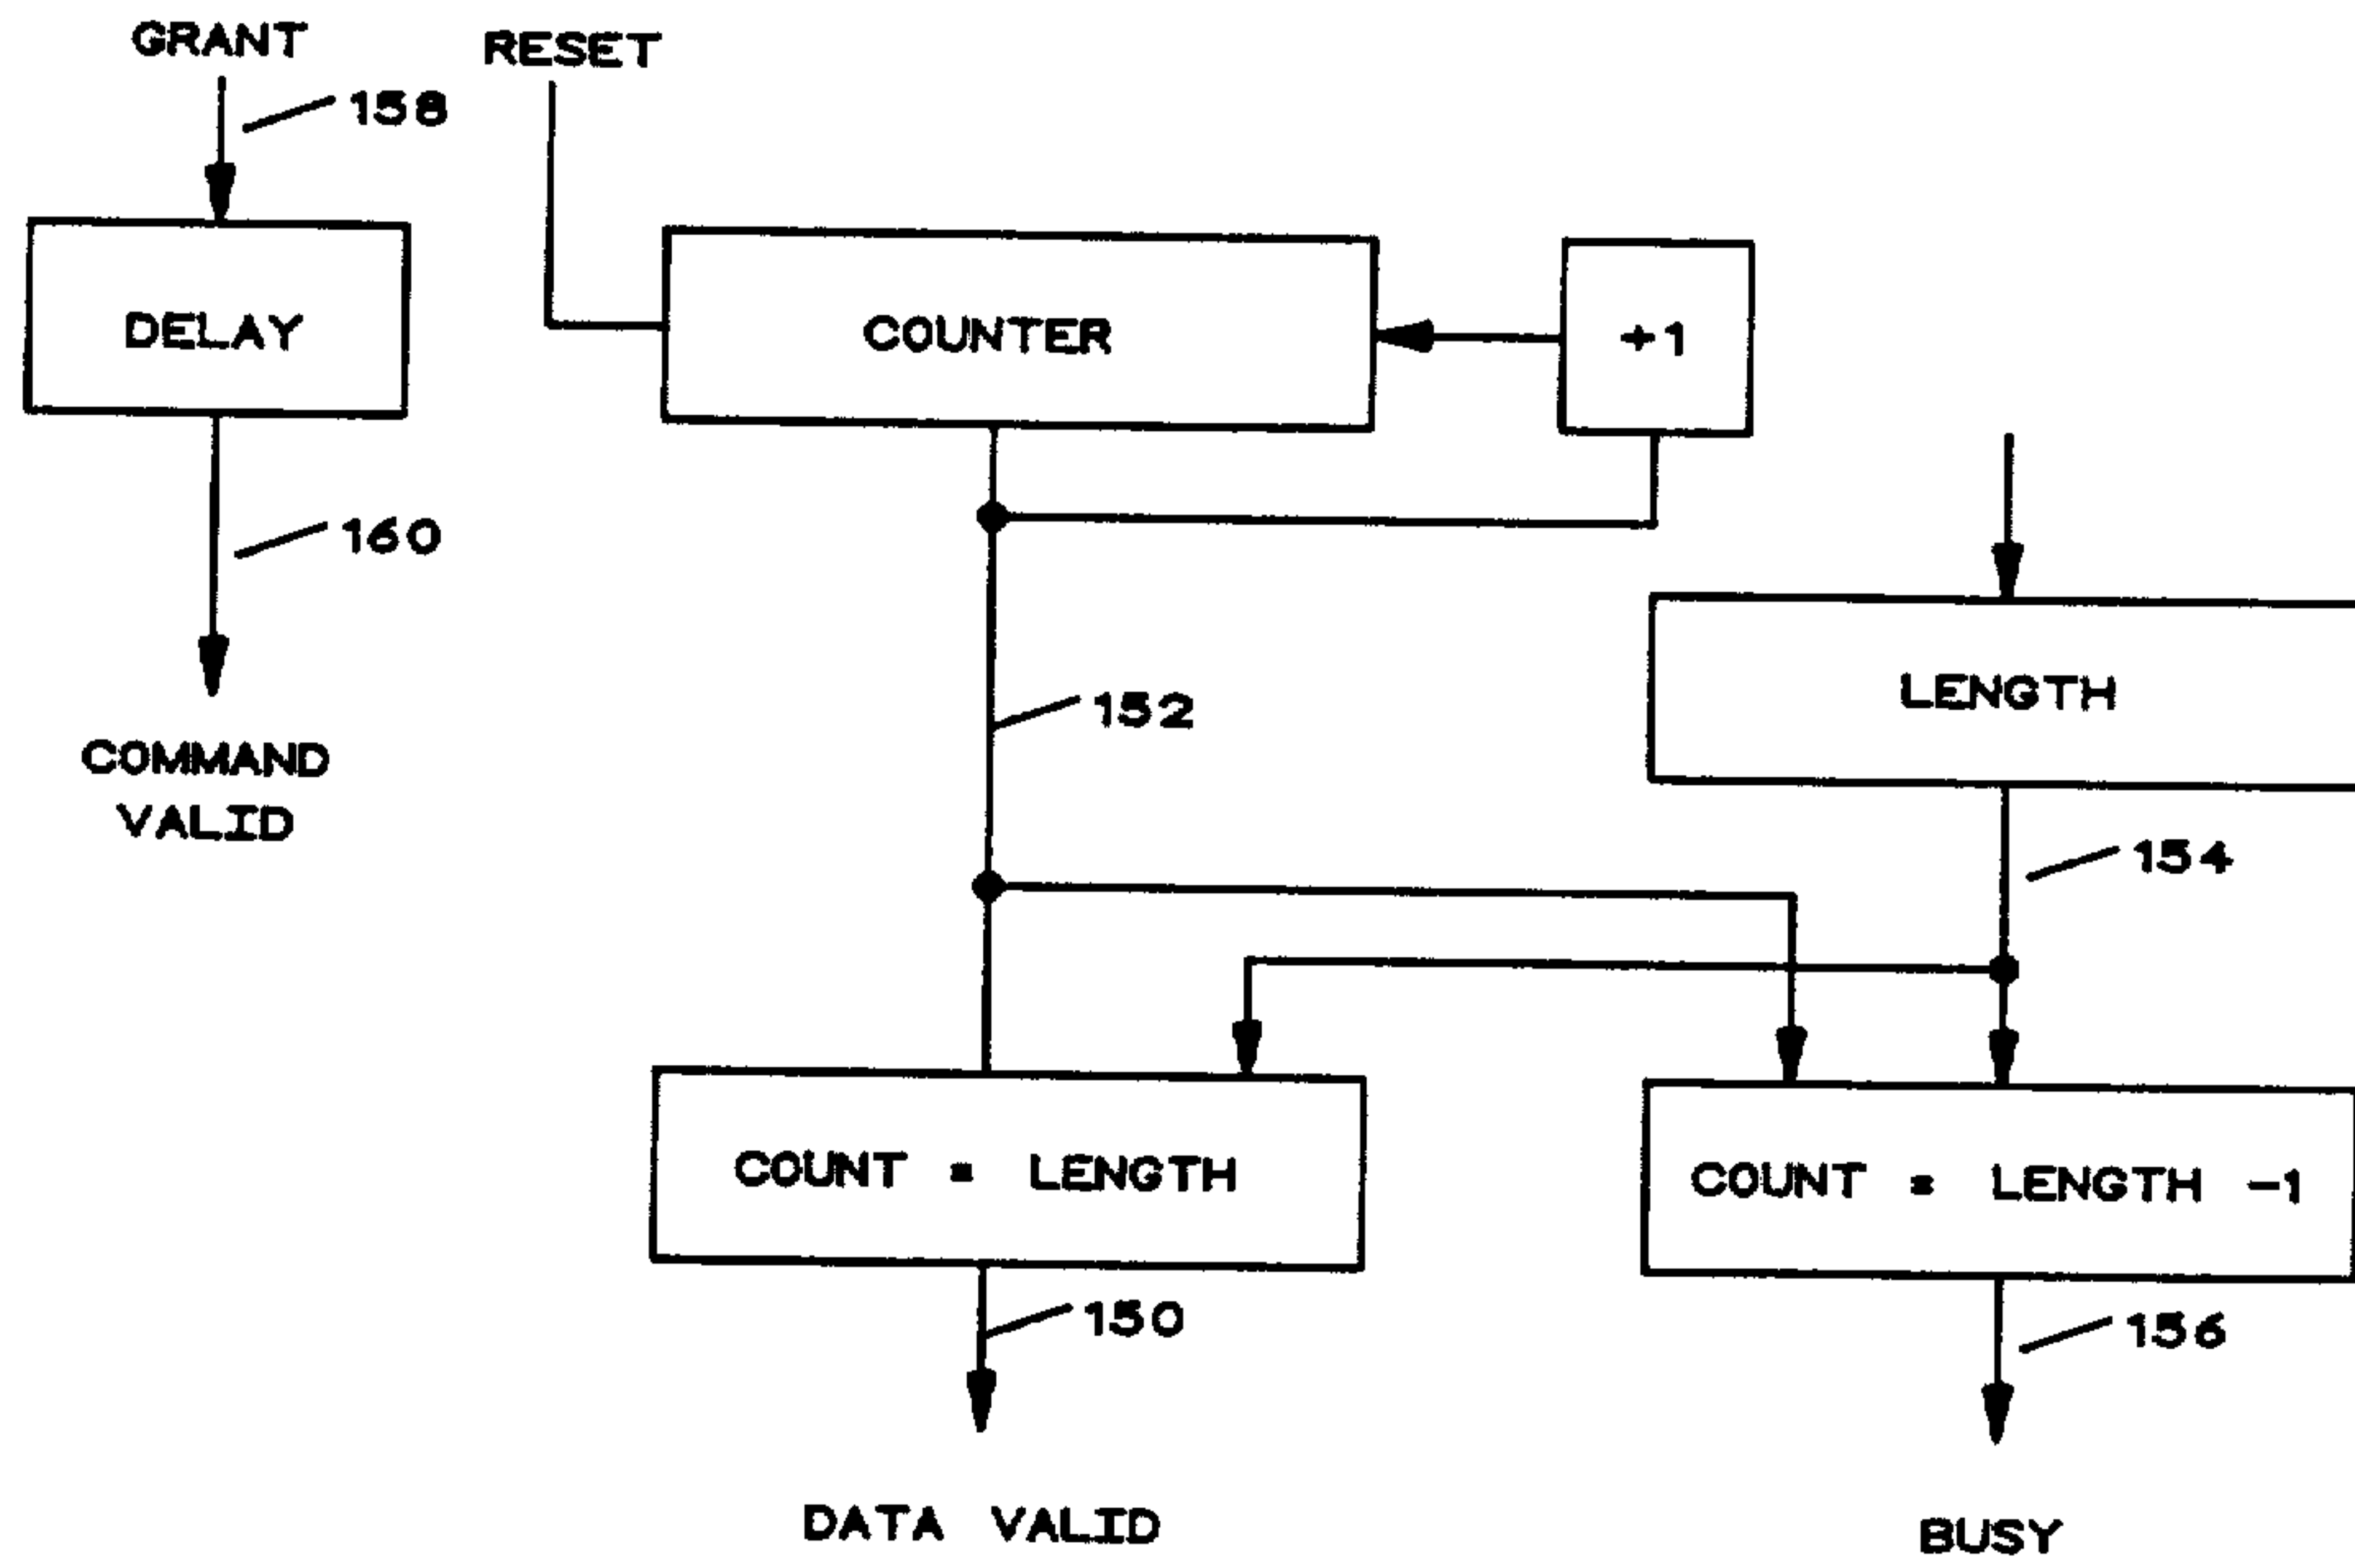 GRANT
RESET
158
DELAY
COUNTER
+1
160
LENGTH
152
COMMAND
VALID
154
COUNT = LENGTH
COUNT = LENGTH -1
150
156
DATA VALID
BUSY